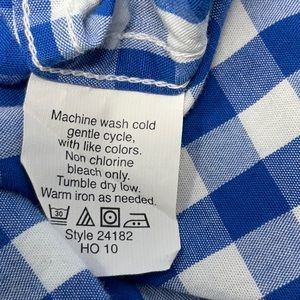 Machine wash cold
gentle cycle,
with like colors.
Non chlorine
bleach only.
Tumble dry low.
Warm iron as needed.
30
Style 24182
HO 10